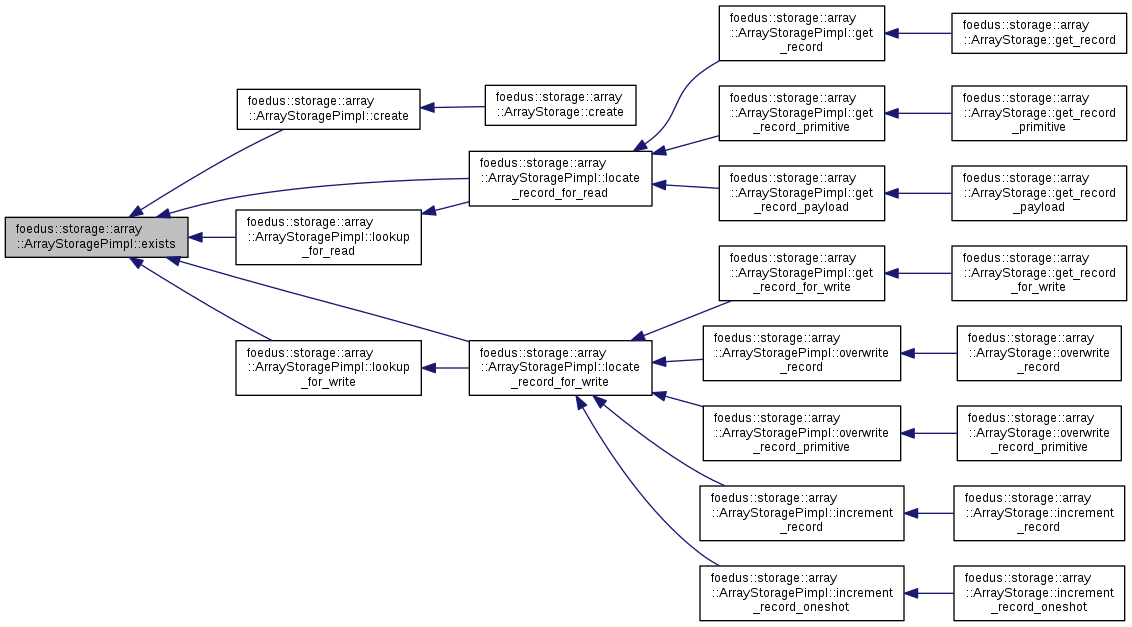 foedus::storage::array
::ArrayStoragePimpl::exists
foedus::storage::array
::ArrayStoragePimpl::create
foedus::storage::array
::ArrayStorage::create
foedus::storage::array
::ArrayStoragePimpl::locate
_record_for_read
foedus::storage::array
::ArrayStoragePimpl::lookup
_for_read
foedus::storage::array
::ArrayStoragePimpl::lookup
_for_write
foedus::storage::array
::ArrayStoragePimpl::locate
_record_for_write
foedus::storage::array
::ArrayStoragePimpl::get
_record
foedus::storage::array
::ArrayStorage::get_record
foedus::storage::array
::ArrayStoragePimpl::get
_record_primitive
foedus::storage::array
::ArrayStorage::get_record
_primitive
foedus::storage::array
::ArrayStoragePimpl::get
_record_payload
foedus::storage::array
::ArrayStorage::get_record
_payload
foedus::storage::array
::ArrayStoragePimpl::get
_record_for_write
foedus::storage::array
::ArrayStorage::get_record
_for_write
foedus::storage::array
::ArrayStoragePimpl::overwrite
_record
foedus::storage::array
::ArrayStorage::overwrite
_record
foedus::storage::array
::ArrayStoragePimpl::overwrite
_record_primitive
foedus::storage::array
::ArrayStorage::overwrite
_record_primitive
foedus::storage::array
::ArrayStoragePimpl::increment
_record
foedus::storage::array
::ArrayStorage::increment
_record
foedus::storage::array
::ArrayStoragePimpl::increment
_record_oneshot
foedus::storage::array
::ArrayStorage::increment
_record_oneshot